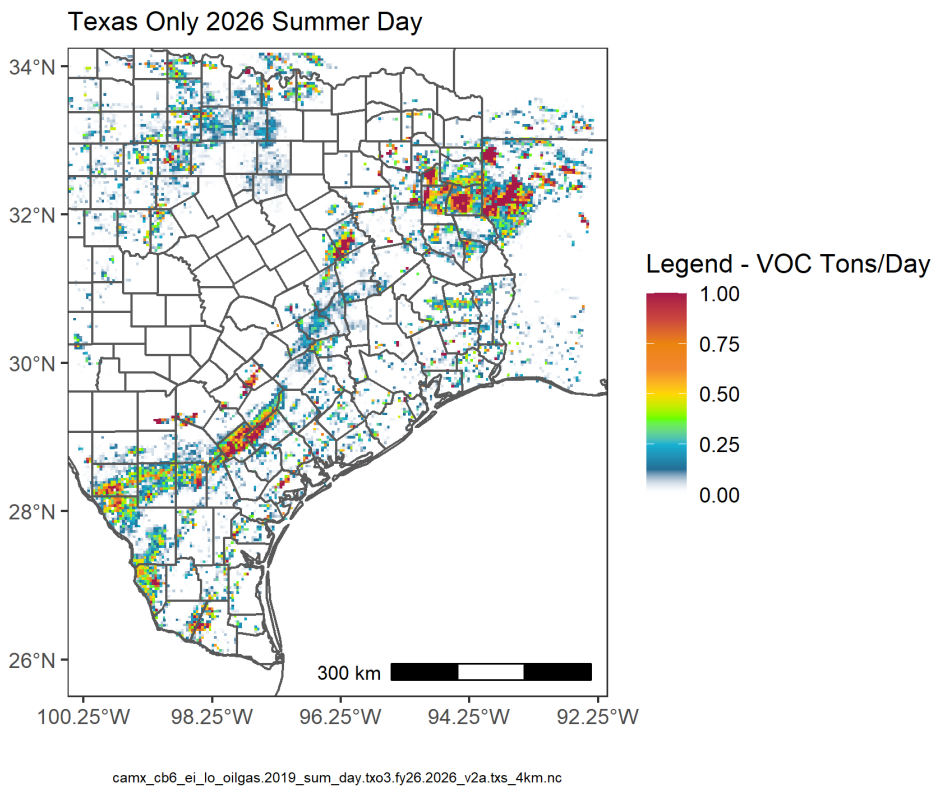 Texas Only 2026 Summer Day
34°N
32°N
30°N
28°N
26°N
100.25°W 98.25°W 96.25°W 94.25°W 92.25°W
300 km
Legend - VOC Tons/Day
1.00
0.75
0.50
0.25
0.00
camx_cb6_ei_lo_oilgas.2019_sum_day.txo3.fy26.2026_v2a.txs_4km.nc